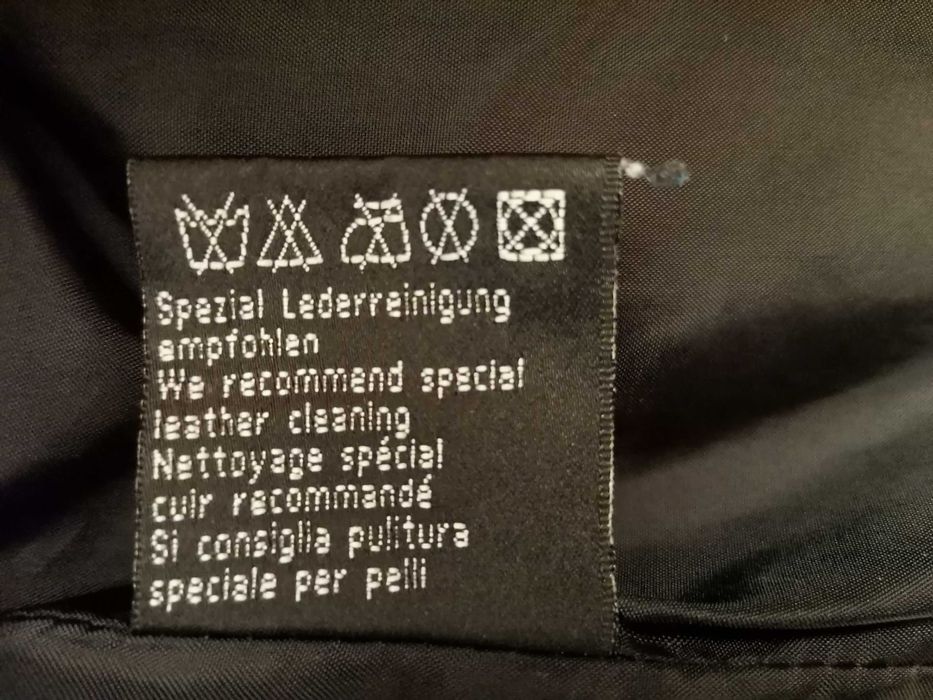 Spezial Lederreinigung
empfohlen
We recommend special
leather cleaning
Nettoyage spécial
cuir recommandé
Si consiglia pulitura
speciale per pelli